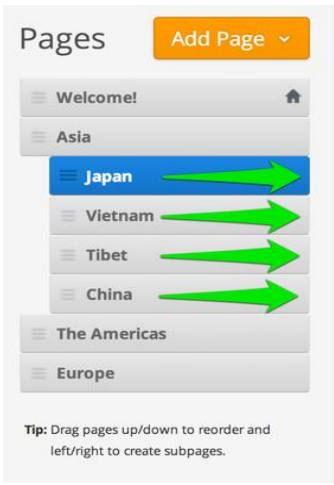 Pages
Add Page
Welcome!
Asia
Japan
Vietnam
Tibet
China
The Americas
Europe
Tip: Drag pages up/down to reorder and
left/right to create subpages.